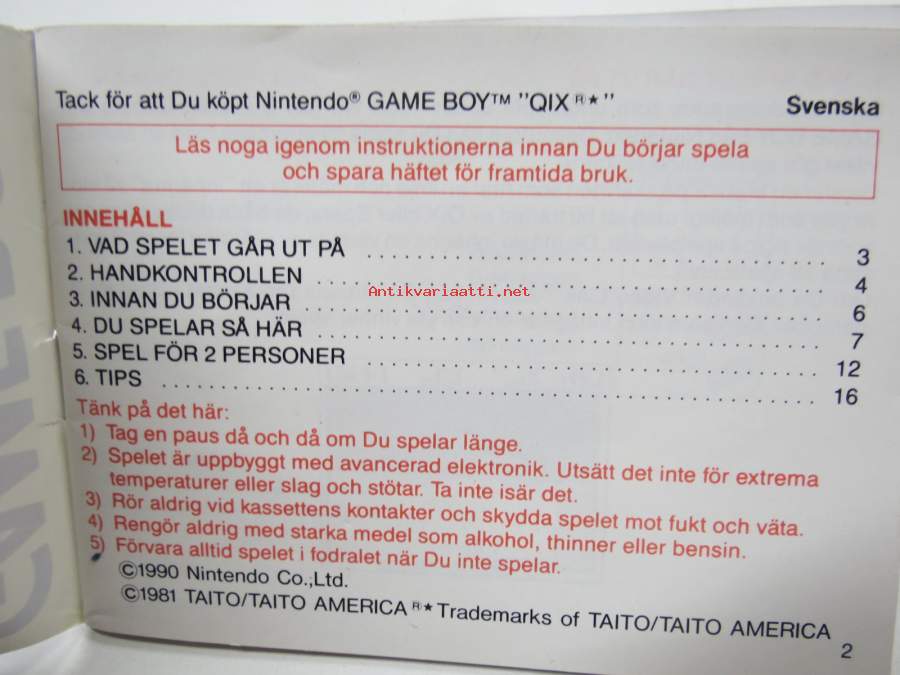 Tack för att Du köpt Nintendo® GAME BOY™ "QIX ®★" Svenska
Läs noga igenom instruktionerna innan Du börjar spela
och spara häftet för framtida bruk.
INNEHÅLL
1. VAD SPELET GÅR UT PÅ .......... 3
2. HANDKONTROLLEN .......... 4
Antikvariaatti.net
3. INNAN DU BÖRJAR .......... 6
4. DU SPELAR SÅ HÄR .......... 7
5. SPEL FÖR 2 PERSONER .......... 12
6. TIPS .......... 16
Tänk på det här:
1) Tag en paus då och då om Du spelar länge.
2) Spelet är uppbyggt med avancerad elektronik. Utsätt det inte för extrema
temperaturer eller slag och stötar. Ta inte isär det.
3) Rör aldrig vid kassettens kontakter och skydda spelet mot fukt och väta.
4) Rengör aldrig med starka medel som alkohol, thinner eller bensin.
5) Förvara alltid spelet i fodralet när Du inte spelar.
©1990 Nintendo Co.,Ltd.
©1981 TAITO/TAITO AMERICA ®★ Trademarks of TAITO/TAITO AMERICA
2